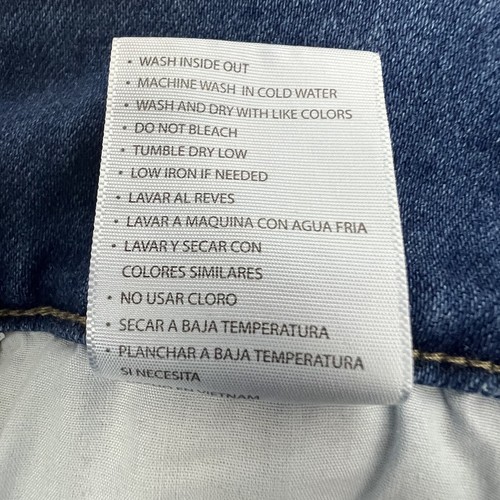 • WASH INSIDE OUT
• MACHINE WASH IN COLD WATER
• WASH AND DRY WITH LIKE COLORS
• DO NOT BLEACH
• TUMBLE DRY LOW
• LOW IRON IF NEEDED
• LAVAR AL REVES
• LAVAR A MAQUINA CON AGUA FRIA
• LAVAR Y SECAR CON
COLORES SIMILARES
• NO USAR CLORO
• SECAR A BAJA TEMPERATURA
• PLANCHAR A BAJA TEMPERATURA
SI NECESITA
EN VIETNAM